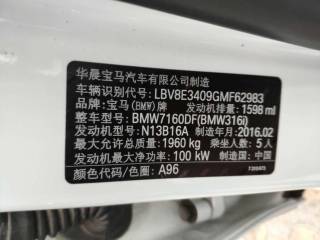 华晨宝马汽车有限公司制造
车辆识别代号: LBV8E3409GMF62983
品牌: 宝马(BMW)牌 发动机排量: 1598 ml
整车型号: BMW7160DF(BMW316i)
发动机型号: N13B16A 制造年月: 2016.02
最大允许总质量: 1960 kg 乘坐人数: 5人
发动机最大净功率: 100 kW 制造国: 中国
颜色代码/色圈: A96